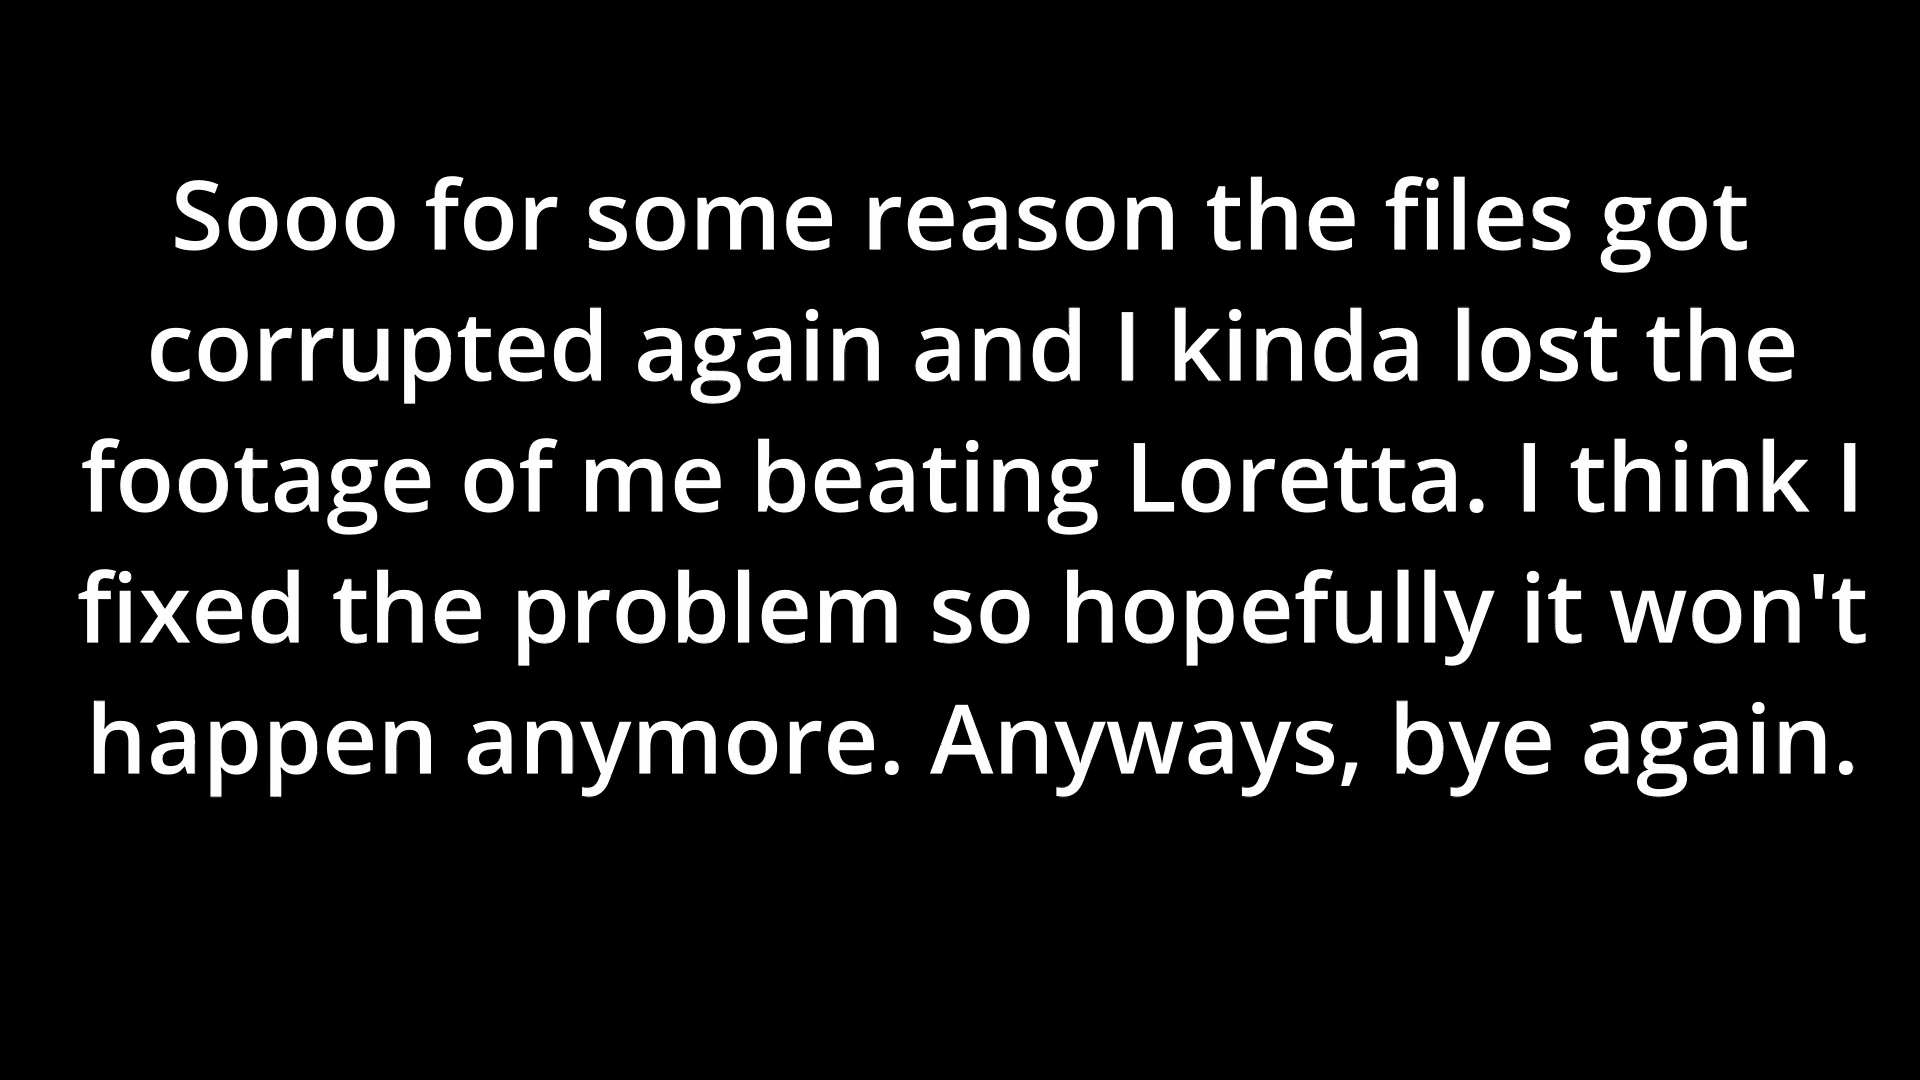 Sooo for some reason the files got
corrupted again and I kinda lost the
footage of me beating Loretta. I think I
fixed the problem so hopefully it won't
happen anymore. Anyways, bye again.